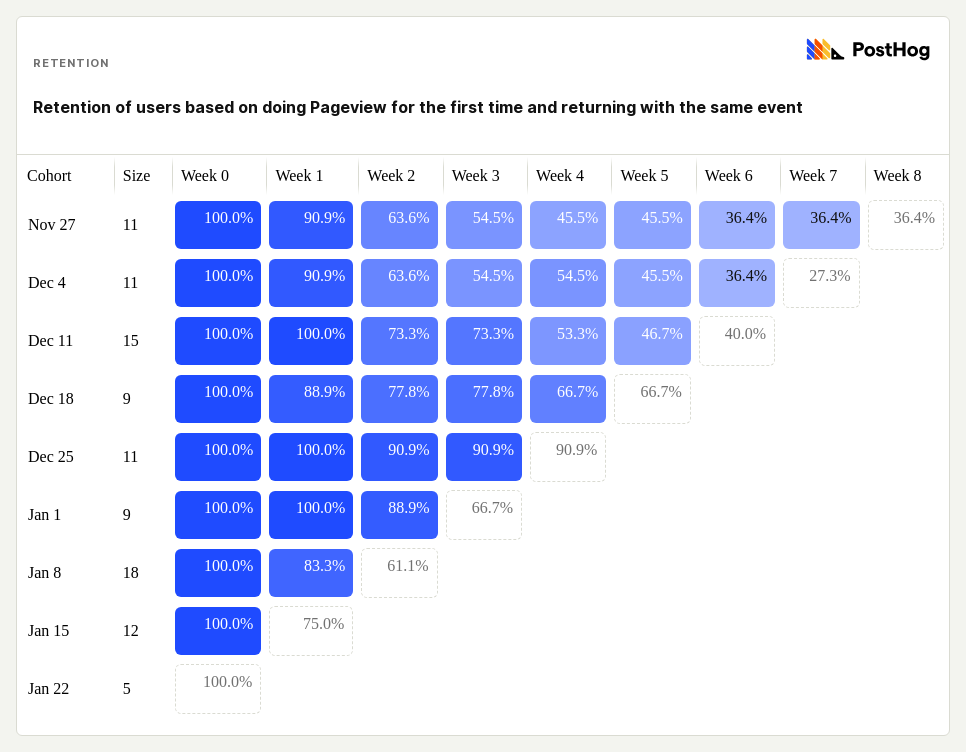 PostHog
RETENTION
Retention of users based on doing Pageview for the first time and returning with the same event
Cohort Size Week 0 Week 1 Week 2 Week 3 Week 4 Week 5 Week 6 Week 7 Week 8
Nov 27 11 100.0% 90.9% 63.6% 54.5% 45.5% 45.5% 36.4% 36.4% 36.4%
Dec 4 11 100.0% 90.9% 63.6% 54.5% 54.5% 45.5% 36.4% 27.3%
Dec 11 15 100.0% 100.0% 73.3% 73.3% 53.3% 46.7% 40.0%
Dec 18 9 100.0% 88.9% 77.8% 77.8% 66.7% 66.7%
Dec 25 11 100.0% 100.0% 90.9% 90.9% 90.9%
Jan 1 9 100.0% 100.0% 88.9% 66.7%
Jan 8 18 100.0% 83.3% 61.1%
Jan 15 12 100.0% 75.0%
Jan 22 5 100.0%